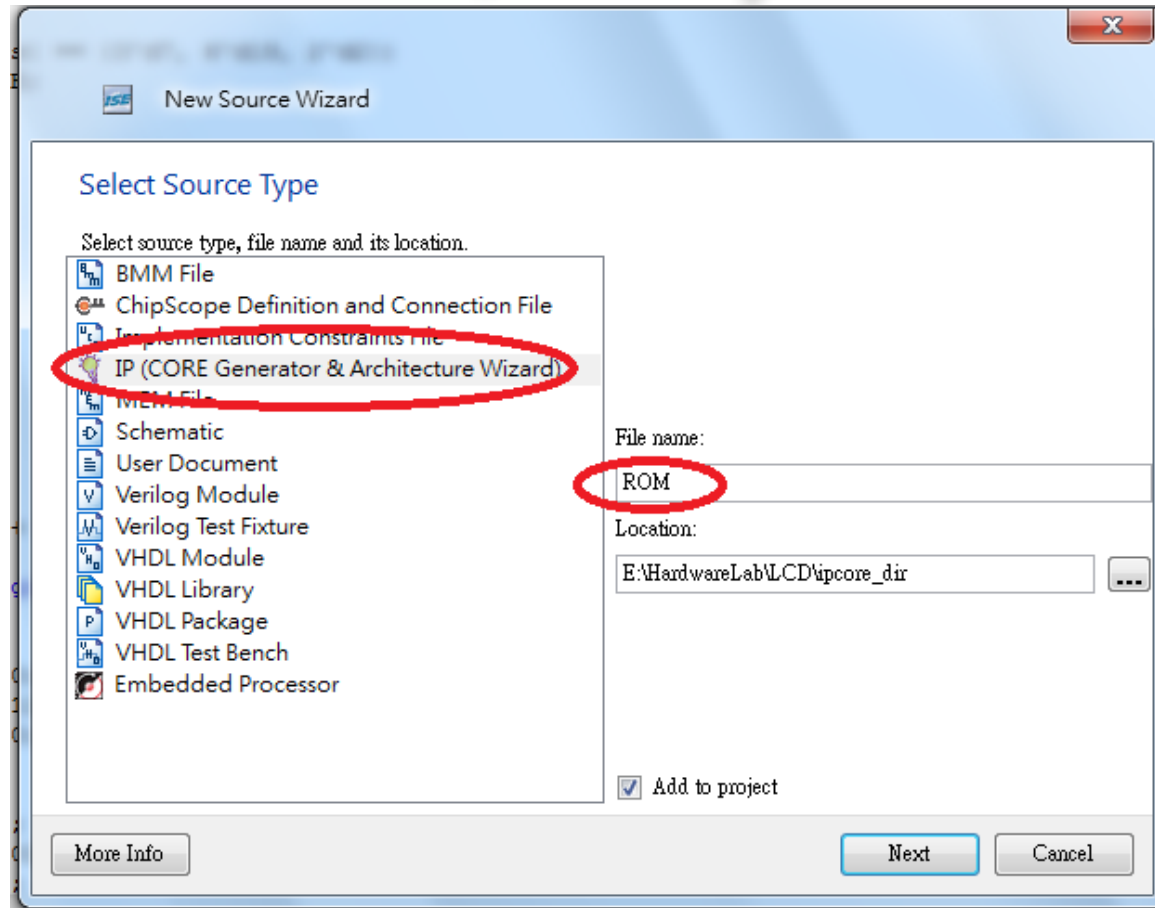 ISE
New Source Wizard
Select Source Type
Select source type, file name and its location.
BMM File
ChipScope Definition and Connection File
Implementation Constraints File
IP (CORE Generator & Architecture Wizard)
MEM File
Schematic
User Document
Verilog Module
Verilog Test Fixture
VHDL Module
VHDL Library
VHDL Package
VHDL Test Bench
Embedded Processor
File name:
ROM
Location:
E:\HardwareLab\LCD\ipcore_dir
...
Add to project
More Info
Next
Cancel